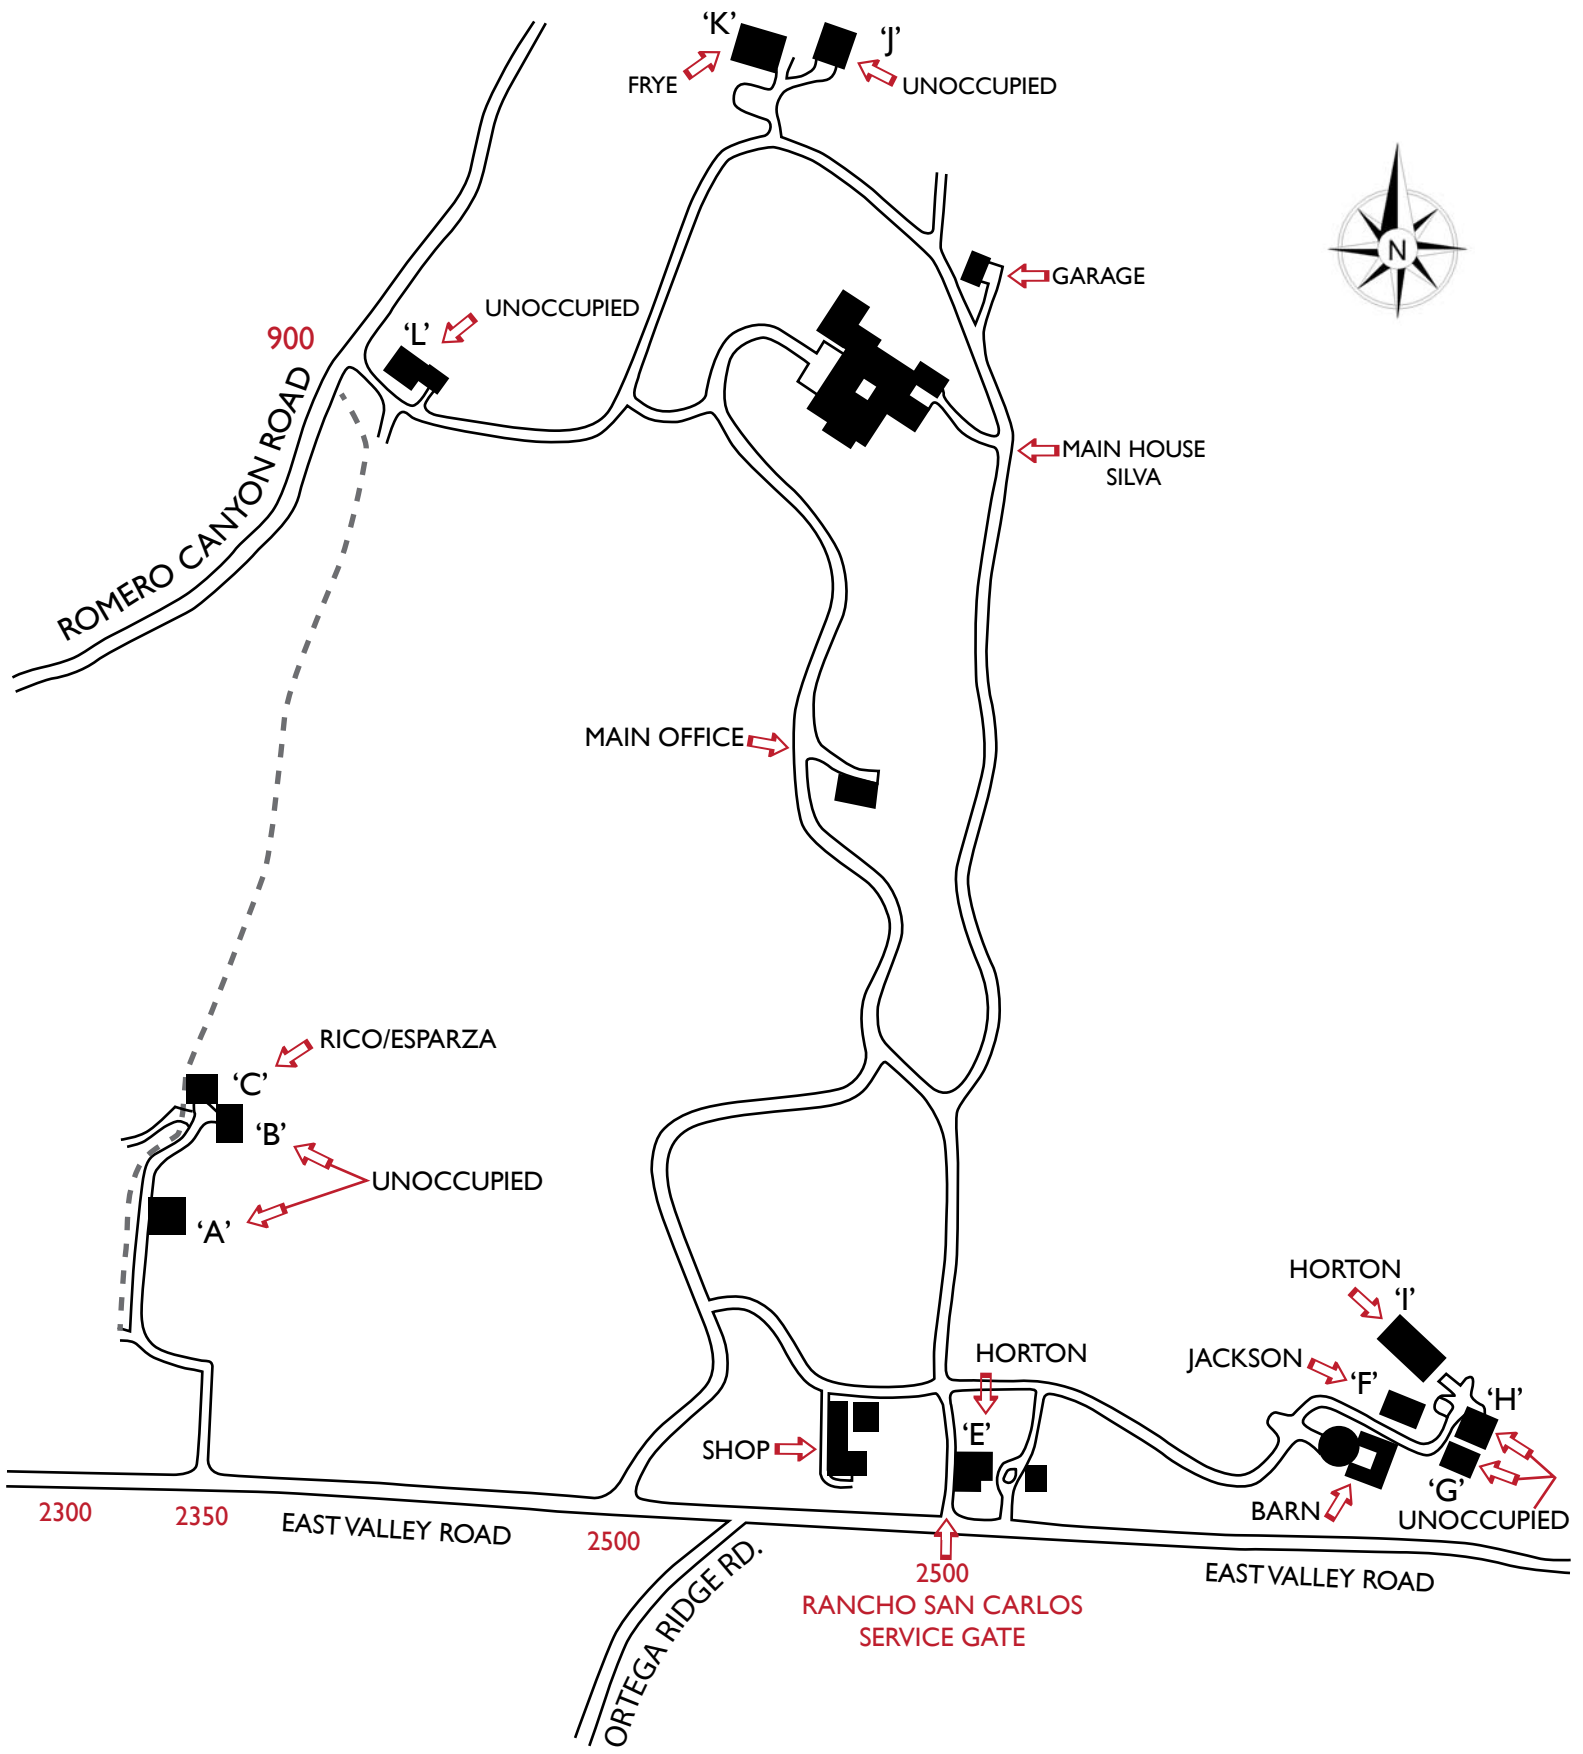 ‘K’
‘J’
FRYE
UNOCCUPIED
N
GARAGE
UNOCCUPIED
900
‘L’
ROMERO CANYON ROAD
MAIN HOUSE
SILVA
MAIN OFFICE
RICO/ESPARZA
‘C’
‘B’
UNOCCUPIED
‘A’
HORTON
‘I’
HORTON
JACKSON
‘F’
‘H’
‘E’
SHOP
‘G’
BARN
UNOCCUPIED
2300
2350
EAST VALLEY ROAD
2500
ORTEGA RIDGE RD.
2500
RANCHO SAN CARLOS
SERVICE GATE
EAST VALLEY ROAD